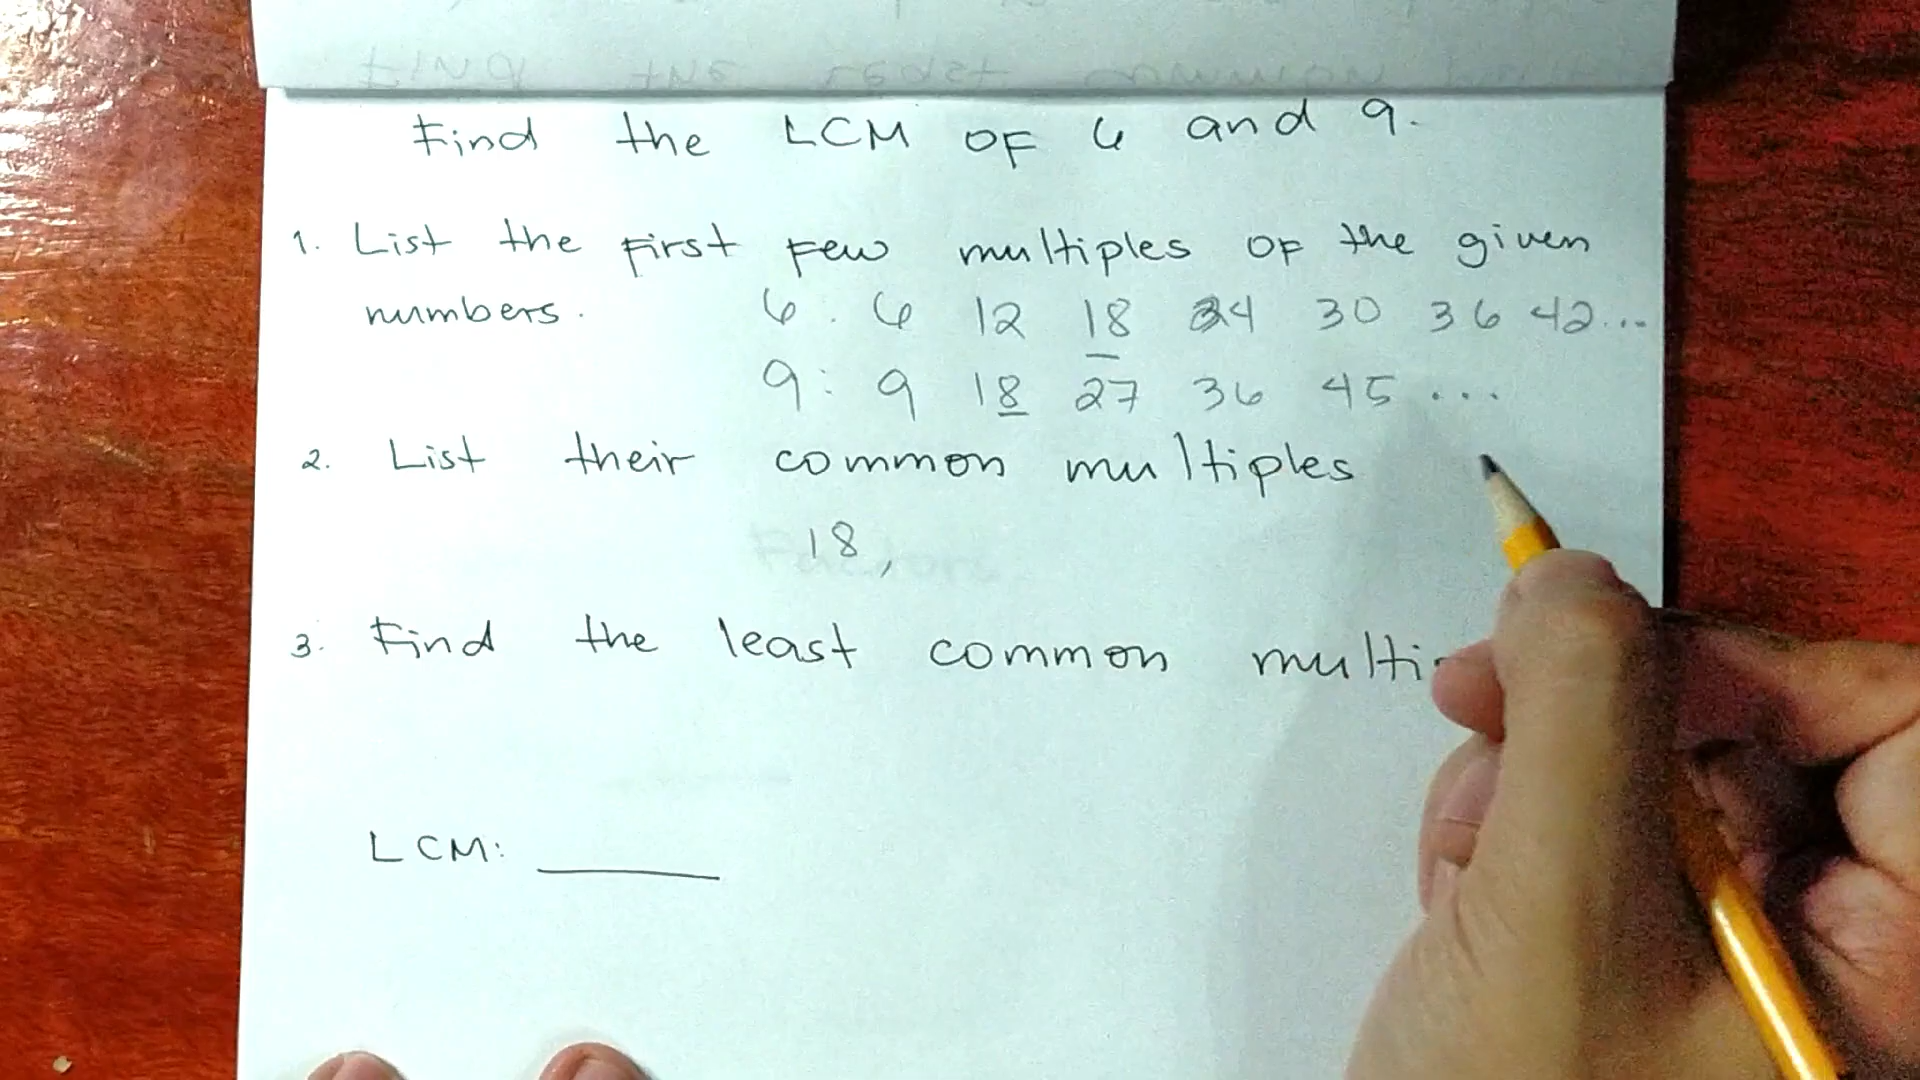 Find the LCM of 6 and 9.
1. List the first few multiples of the given
numbers. 6: 6 12 18 24 30 36 42...
9: 9 18 27 36 45 ...
2. List their common multiples
18,
3. Find the least common multi
LCM: ______